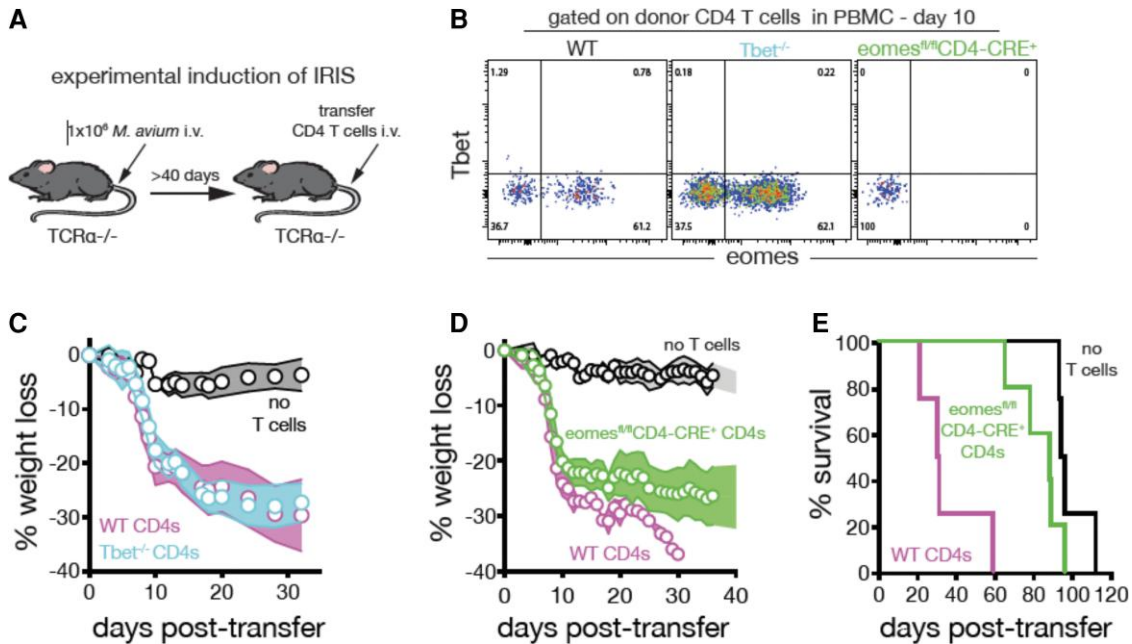 A
experimental induction of IRIS
1x10⁶ M. avium i.v.
transfer
CD4 T cells i.v.
>40 days
TCRα-/-
TCRα-/-
B
gated on donor CD4 T cells in PBMC - day 10
WT
Tbet-/-
eomesfl/flCD4-CRE+
1.29
0.78
0.18
0.22
0
0
Tbet
36.7
61.2
37.5
62.1
100
0
eomes
C
% weight loss
0
-10
-20
-30
-40
no
T cells
WT CD4s
Tbet-/- CD4s
0 10 20 30
days post-transfer
D
% weight loss
0
-10
-20
-30
-40
no T cells
eomesfl/flCD4-CRE+ CD4s
WT CD4s
0 10 20 30 40
days post-transfer
E
% survival
100
80
60
40
20
0
no
T cells
eomesfl/fl
CD4-CRE+
CD4s
WT CD4s
0 20 40 60 80 100 120
days post-transfer